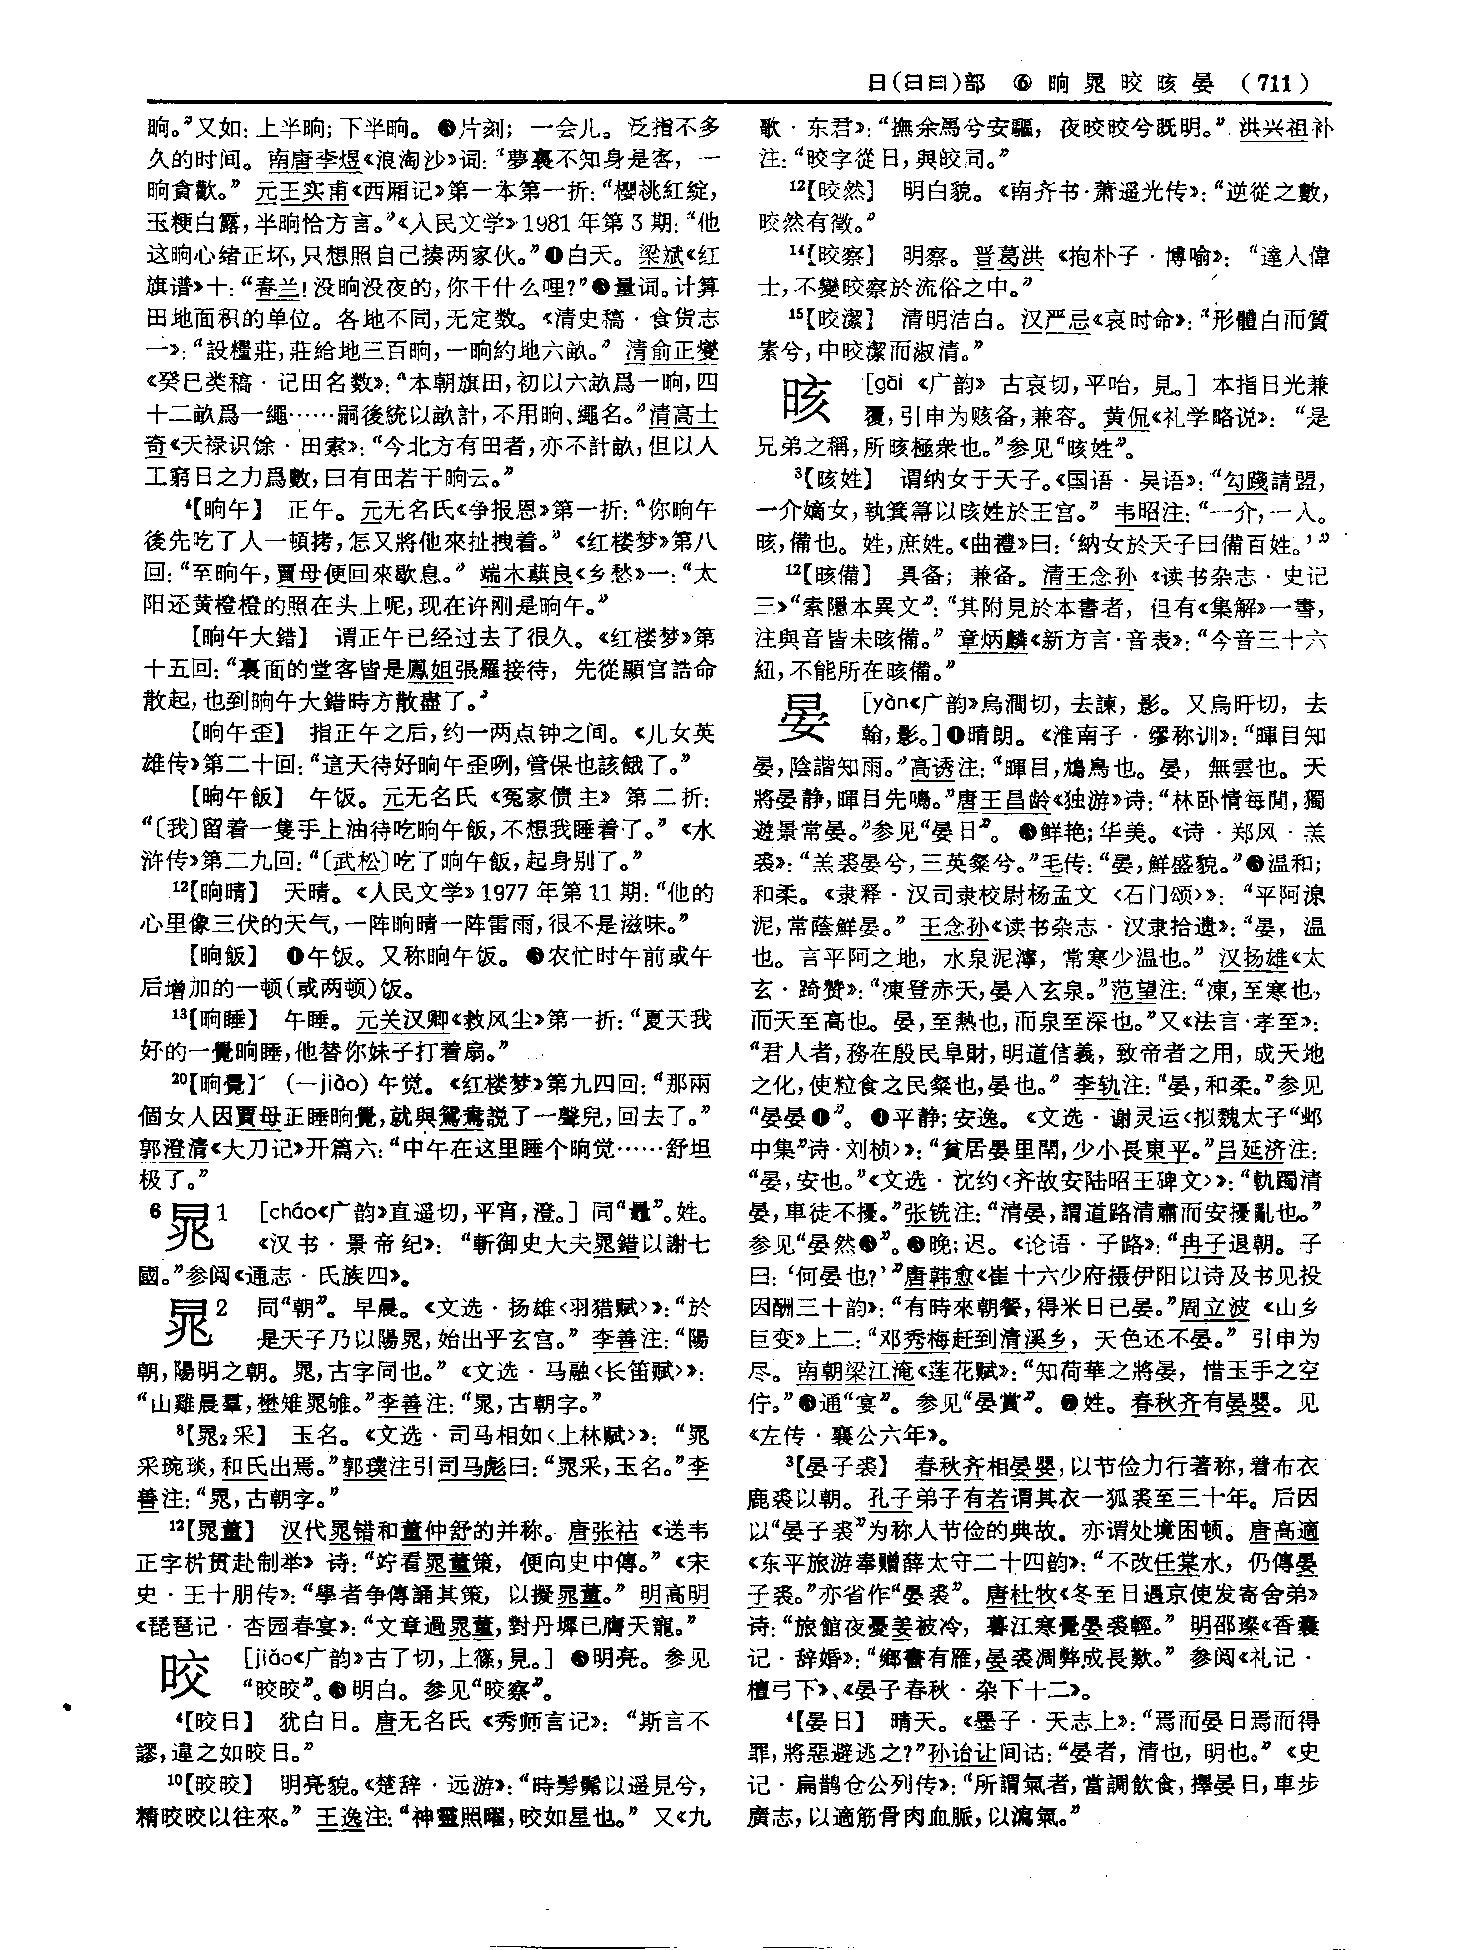 日(⺜曰)部 ⑥ 晌晁晈晐晏 (711)
晌。”又如：上半晌；下半晌。❸片刻；一会儿。泛指不多
久的时间。南唐李煜《浪淘沙》词：“夢裏不知身是客，一
晌貪歡。”元王实甫《西厢记》第一本第一折：“樱桃紅綻，
玉粳白露，半晌恰方言。”《人民文学》1981年第3期：“他
这晌心绪正坏，只想照自己揍两家伙。”❹白天。梁斌《红
旗谱》十：“春兰！没晌没夜的，你干什么哩？”❺量词。计算
田地面积的单位。各地不同，无定数。《清史稿·食货志
一》：“設糧莊，莊給地三百晌，一晌約地六畝。”清俞正燮
《癸巳类稿·记田名数》：“本朝旗田，初以六畝爲一晌，四
十二畝爲一繩……嗣後統以畝計，不用晌、繩名。”清高士
奇《天禄识馀·田索》：“今北方有田者，亦不計畝，但以人
工窮日之力爲數，曰有田若干晌云。”
4【晌午】 正午。元无名氏《争报恩》第一折：“你晌午
後先吃了人一頓拷，怎又將他來扯拽着。”《红楼梦》第八
回：“至晌午，賈母便回來歇息。”端木蕻良《乡愁》一：“太
阳还黄橙橙的照在头上呢，现在许刚是晌午。”
【晌午大錯】 谓正午已经过去了很久。《红楼梦》第
十五回：“裏面的堂客皆是鳳姐張羅接待，先從顯官誥命
散起，也到晌午大錯時方散盡了。”
【晌午歪】 指正午之后，约一两点钟之间。《儿女英
雄传》第二十回：“這天待好晌午歪咧，管保也該餓了。”
【晌午飯】 午饭。元无名氏《冤家债主》第二折：
“〔我〕留着一隻手上油待吃晌午飯，不想我睡着了。”《水
浒传》第二九回：“〔武松〕吃了晌午飯，起身别了。”
12【晌晴】 天晴。《人民文学》1977年第11期：“他的
心里像三伏的天气，一阵晌晴一阵雷雨，很不是滋味。”
【晌飯】 ❶午饭。又称晌午饭。❷农忙时午前或午
后增加的一顿(或两顿)饭。
13【晌睡】 午睡。元关汉卿《救风尘》第一折：“夏天我
好的一覺晌睡，他替你妹子打着扇。”
20【晌覺】 (—jiào) 午觉。《红楼梦》第九四回：“那兩
個女人因賈母正睡晌覺，就與鴛鴦説了一聲兒，回去了。”
郭澄清《大刀记》开篇六：“中午在这里睡个晌觉……舒坦
极了。”
6 晁1 [cháo《广韵》直遥切，平宵，澄。] 同“鼂”。姓。
《汉书·景帝纪》：“斬御史大夫晁錯以謝七
國。”参阅《通志·氏族四》。
晁2 同“朝”。早晨。《文选·扬雄〈羽猎赋〉》：“於
是天子乃以陽晁，始出乎玄宫。”李善注：“陽
朝，陽明之朝。晁，古字同也。”《文选·马融〈长笛赋〉》：
“山雞晨羣，壄雉晁雊。”李善注：“晁，古朝字。”
8【晁₂采】 玉名。《文选·司马相如〈上林赋〉》：“晁
采琬琰，和氏出焉。”郭璞注引司马彪曰：“晁采，玉名。”李
善注：“晁，古朝字。”
12【晁董】 汉代晁错和董仲舒的并称。唐张祜《送韦
正字析贯赴制举》诗：“竚看晁董策，便向史中傳。”《宋
史·王十朋传》：“學者争傳誦其策，以擬晁董。”明高明
《琵琶记·杏园春宴》：“文章過晁董，對丹墀已膺天寵。”
晈 [jiǎo《广韵》古了切，上篠，見。] ❶明亮。参见
“晈晈”。❷明白。参见“晈察”。
4【晈日】 犹白日。唐无名氏《秀师言记》：“斯言不
謬，違之如晈日。”
10【晈晈】 明亮貌。《楚辞·远游》：“時髣髴以遥見兮，
精晈晈以往來。”王逸注：“神靈照曜，晈如星也。”又《九
歌·东君》：“撫余馬兮安驅，夜晈晈兮既明。”洪兴祖补
注：“晈字從日，與皎同。”
12【晈然】 明白貌。《南齐书·萧遥光传》：“逆從之數，
晈然有徵。”
14【晈察】 明察。晋葛洪《抱朴子·博喻》：“達人偉
士，不變晈察於流俗之中。”
15【晈潔】 清明洁白。汉严忌《哀时命》：“形體白而質
素兮，中晈潔而淑清。”
晐 [gāi《广韵》古哀切，平咍，見。] 本指日光兼
覆，引申为赅备，兼容。黄侃《礼学略说》：“是
兄弟之稱，所晐極衆也。”参见“晐姓”。
8【晐姓】 谓纳女于天子。《国语·吴语》：“勾踐請盟，
一介嫡女，執箕箒以晐姓於王宫。”韦昭注：“一介，一人。
晐，備也。姓，庶姓。《曲禮》曰：‘納女於天子曰備百姓。’”
12【晐備】 具备；兼备。清王念孙《读书杂志·史记
三》“索隱本異文”：“其附見於本書者，但有《集解》一書，
注與音皆未晐備。”章炳麟《新方言·音表》：“今音三十六
紐，不能所在晐備。”
晏 [yàn《广韵》烏澗切，去諫，影。又烏旰切，去
翰，影。] ❶晴朗。《淮南子·缪称训》：“暉目知
晏，陰諧知雨。”高诱注：“暉目，鴆鳥也。晏，無雲也。天
將晏静，暉目先鳴。”唐王昌龄《独游》诗：“林卧情每閒，獨
遊景常晏。”参见“晏日”。❷鲜艳；华美。《诗·郑风·羔
裘》：“羔裘晏兮，三英粲兮。”毛传：“晏，鮮盛貌。”❸温和；
和柔。《隶释·汉司隶校尉杨孟文〈石门颂〉》：“平阿湶
泥，常蔭鮮晏。”王念孙《读书杂志·汉隶拾遗》：“晏，温
也。言平阿之地，水泉泥濘，常寒少温也。”汉扬雄《太
玄·踦赞》：“凍登赤天，晏入玄泉。”范望注：“凍，至寒也，
而天至高也。晏，至熱也，而泉至深也。”又《法言·孝至》：
“君人者，務在殷民阜財，明道信義，致帝者之用，成天地
之化，使粒食之民粲也，晏也。”李轨注：“晏，和柔。”参见
“晏晏❶”。❹平静；安逸。《文选·谢灵运〈拟魏太子“邺
中集”诗·刘桢〉》：“貧居晏里閈，少小長東平。”吕延济注：
“晏，安也。”《文选·沈约〈齐故安陆昭王碑文〉》：“軌躅清
晏，車徒不擾。”张铣注：“清晏，謂道路清肅而安擾亂也。”
参见“晏然❷”。❺晚；迟。《论语·子路》：“冉子退朝。子
曰：‘何晏也？’”唐韩愈《崔十六少府摄伊阳以诗及书见投
因酬三十韵》：“有時來朝餐，得米日已晏。”周立波《山乡
巨变》上二：“邓秀梅赶到清溪乡，天色还不晏。”引申为
尽。南朝梁江淹《莲花赋》：“知荷華之將晏，惜玉手之空
佇。”❻通“宴”。参见“晏賞”。❼姓。春秋齐有晏婴。见
《左传·襄公六年》。
3【晏子裘】 春秋齐相晏婴，以节俭力行著称，着布衣
鹿裘以朝。孔子弟子有若谓其衣一狐裘至三十年。后因
以“晏子裘”为称人节俭的典故。亦谓处境困顿。唐高適
《东平旅游奉赠薛太守二十四韵》：“不改任棠水，仍傳晏
子裘。”亦省作“晏裘”。唐杜牧《冬至日遇京使发寄舍弟》
诗：“旅館夜憂姜被冷，暮江寒覺晏裘輕。”明邵璨《香囊
记·辞婚》：“鄉書有雁，晏裘凋弊成長歎。”参阅《礼记·
檀弓下》、《晏子春秋·杂下十二》。
4【晏日】 晴天。《墨子·天志上》：“焉而晏日焉而得
罪，將惡避逃之？”孙诒让间诂：“晏者，清也，明也。”《史
记·扁鹊仓公列传》：“所謂氣者，當調飲食，擇晏日，車步
廣志，以適筋骨肉血脈，以瀉氣。”